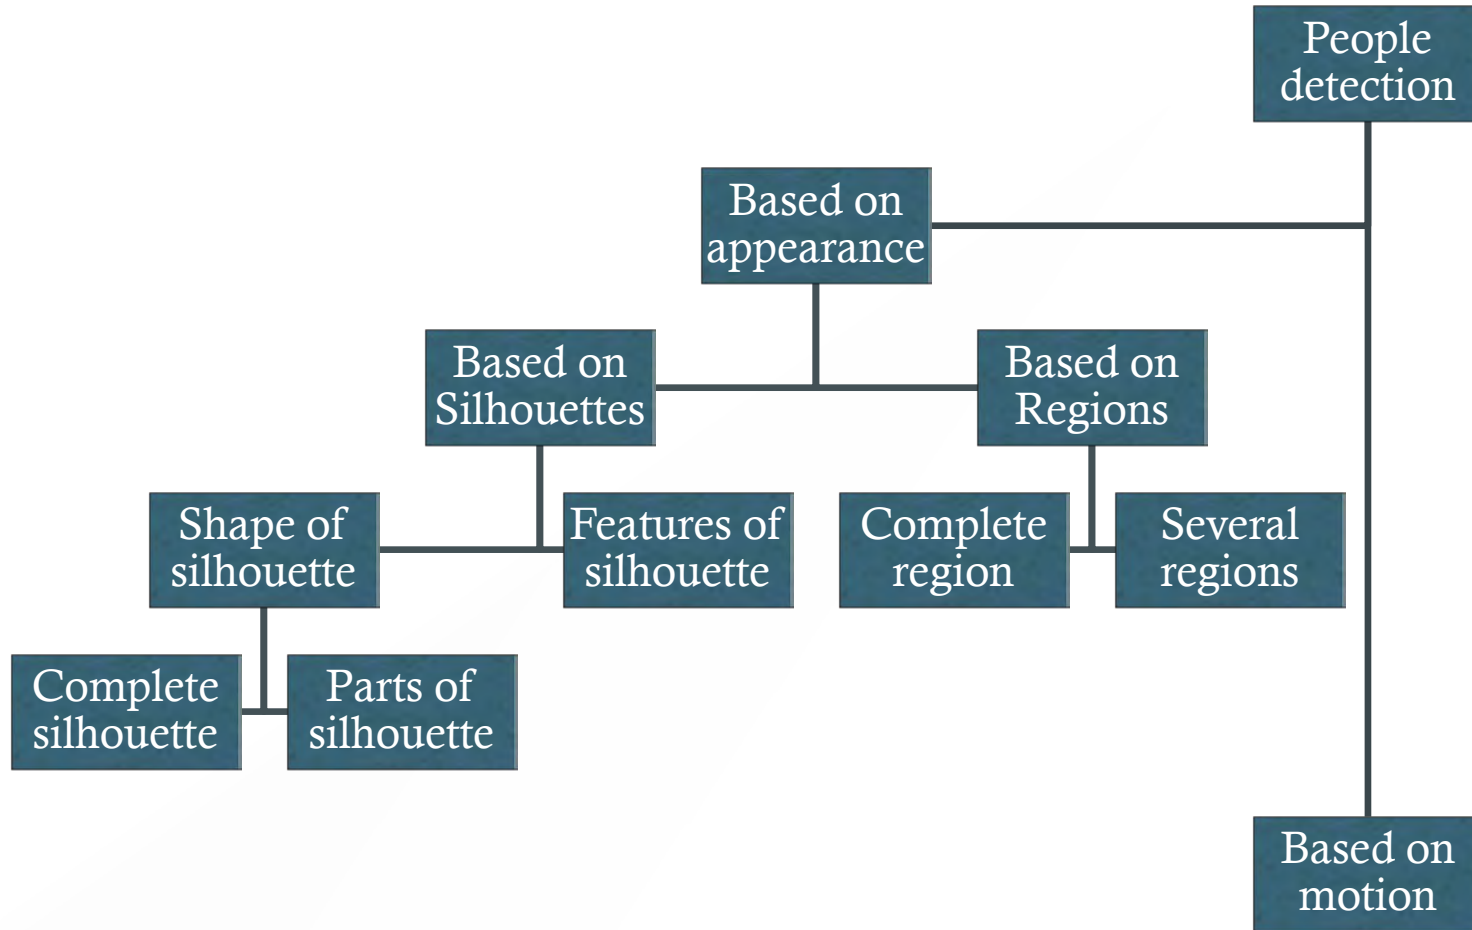 People
detection
Based on
appearance
Based on
Silhouettes
Based on
Regions
Shape of
silhouette
Features of
silhouette
Complete
region
Several
regions
Complete
silhouette
Parts of
silhouette
Based on
motion